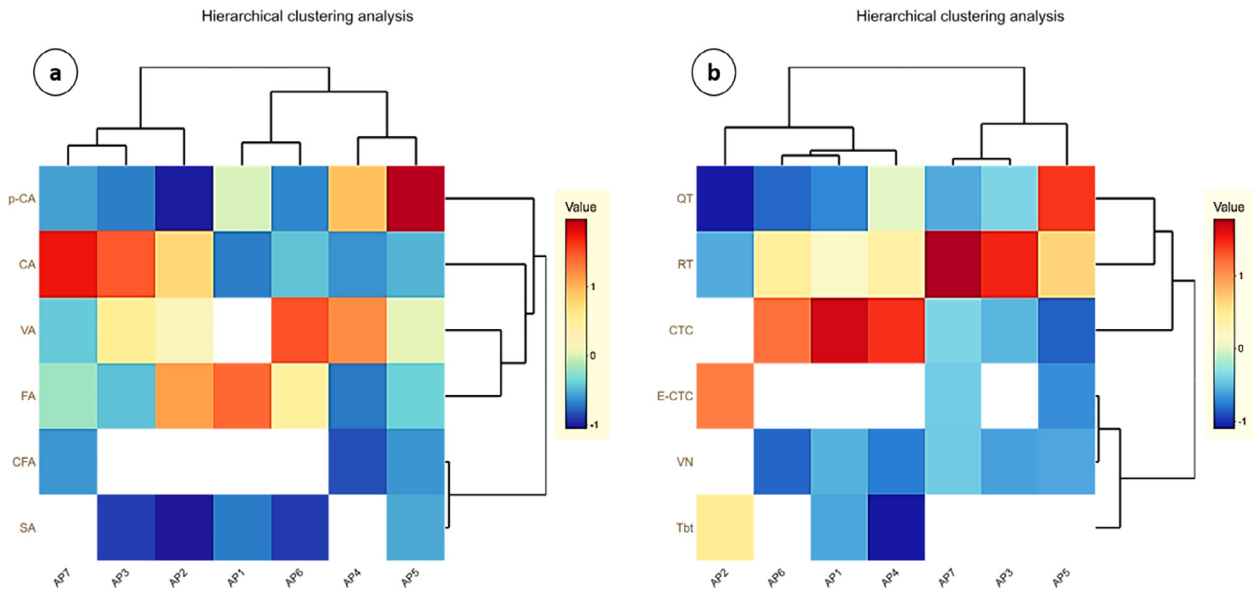 Hierarchical clustering analysis
a
p-CA
CA
VA
FA
CFA
SA
AP7 AP3 AP2 AP1 AP6 AP4 AP5
Value
1
0
-1
Hierarchical clustering analysis
b
QT
RT
CTC
E-CTC
VN
Tbt
AP2 AP6 AP1 AP4 AP7 AP3 AP5
Value
1
0
-1